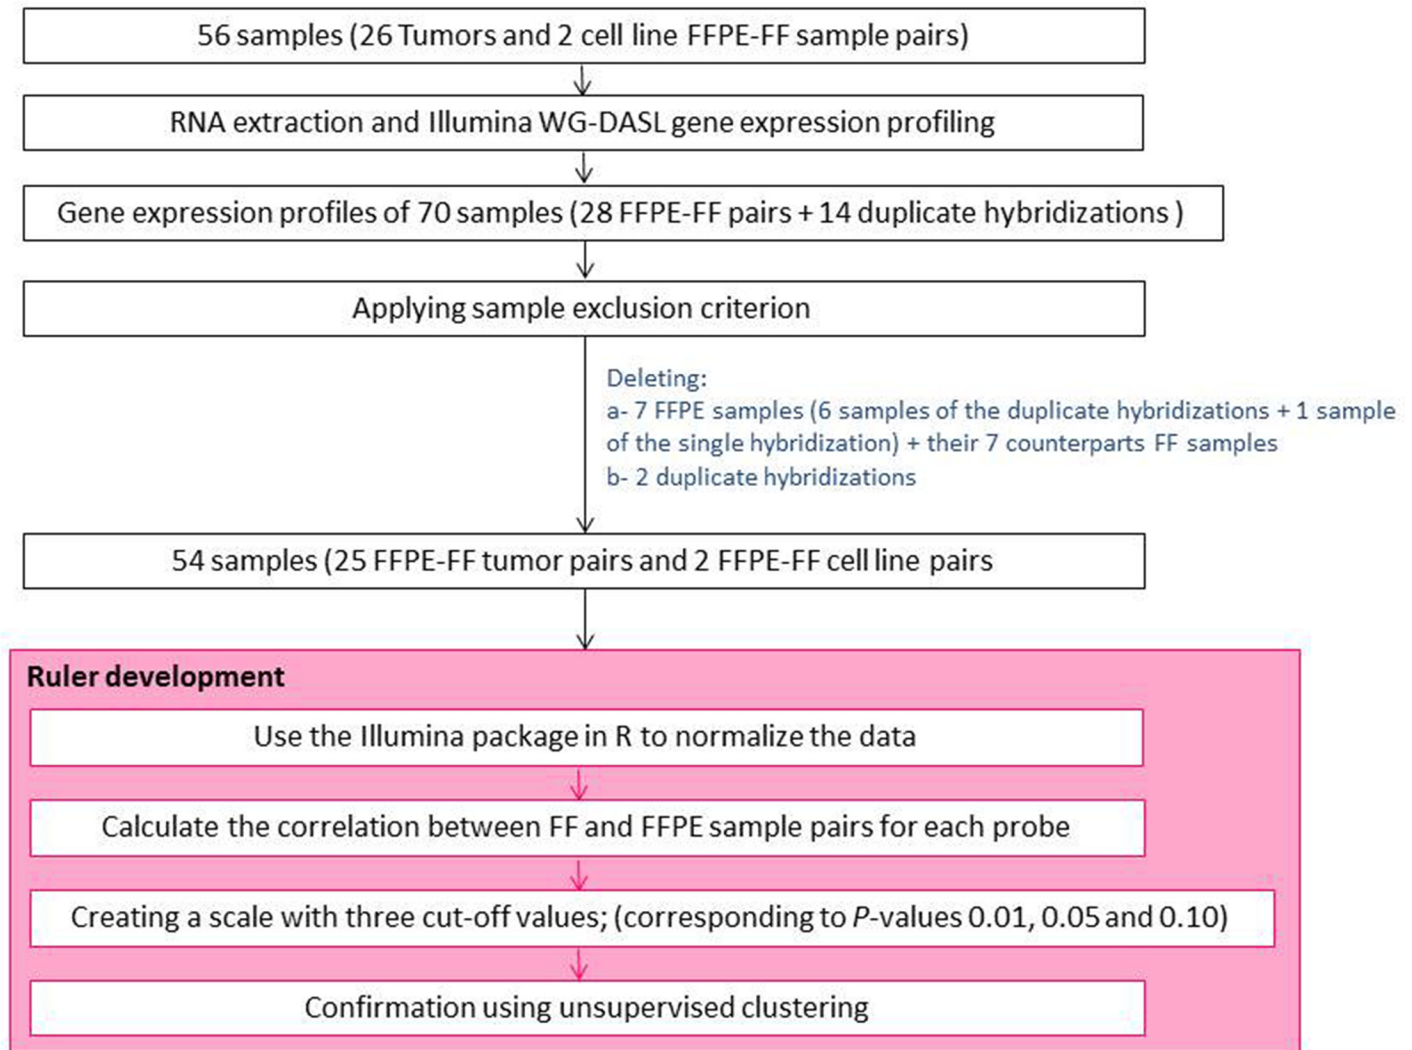 56 samples (26 Tumors and 2 cell line FFPE-FF sample pairs)
RNA extraction and Illumina WG-DASL gene expression profiling
Gene expression profiles of 70 samples (28 FFPE-FF pairs + 14 duplicate hybridizations )
Applying sample exclusion criterion
Deleting:
a- 7 FFPE samples (6 samples of the duplicate hybridizations + 1 sample
of the single hybridization) + their 7 counterparts FF samples
b- 2 duplicate hybridizations
54 samples (25 FFPE-FF tumor pairs and 2 FFPE-FF cell line pairs
Ruler development
Use the Illumina package in R to normalize the data
Calculate the correlation between FF and FFPE sample pairs for each probe
Creating a scale with three cut-off values; (corresponding to P-values 0.01, 0.05 and 0.10)
Confirmation using unsupervised clustering